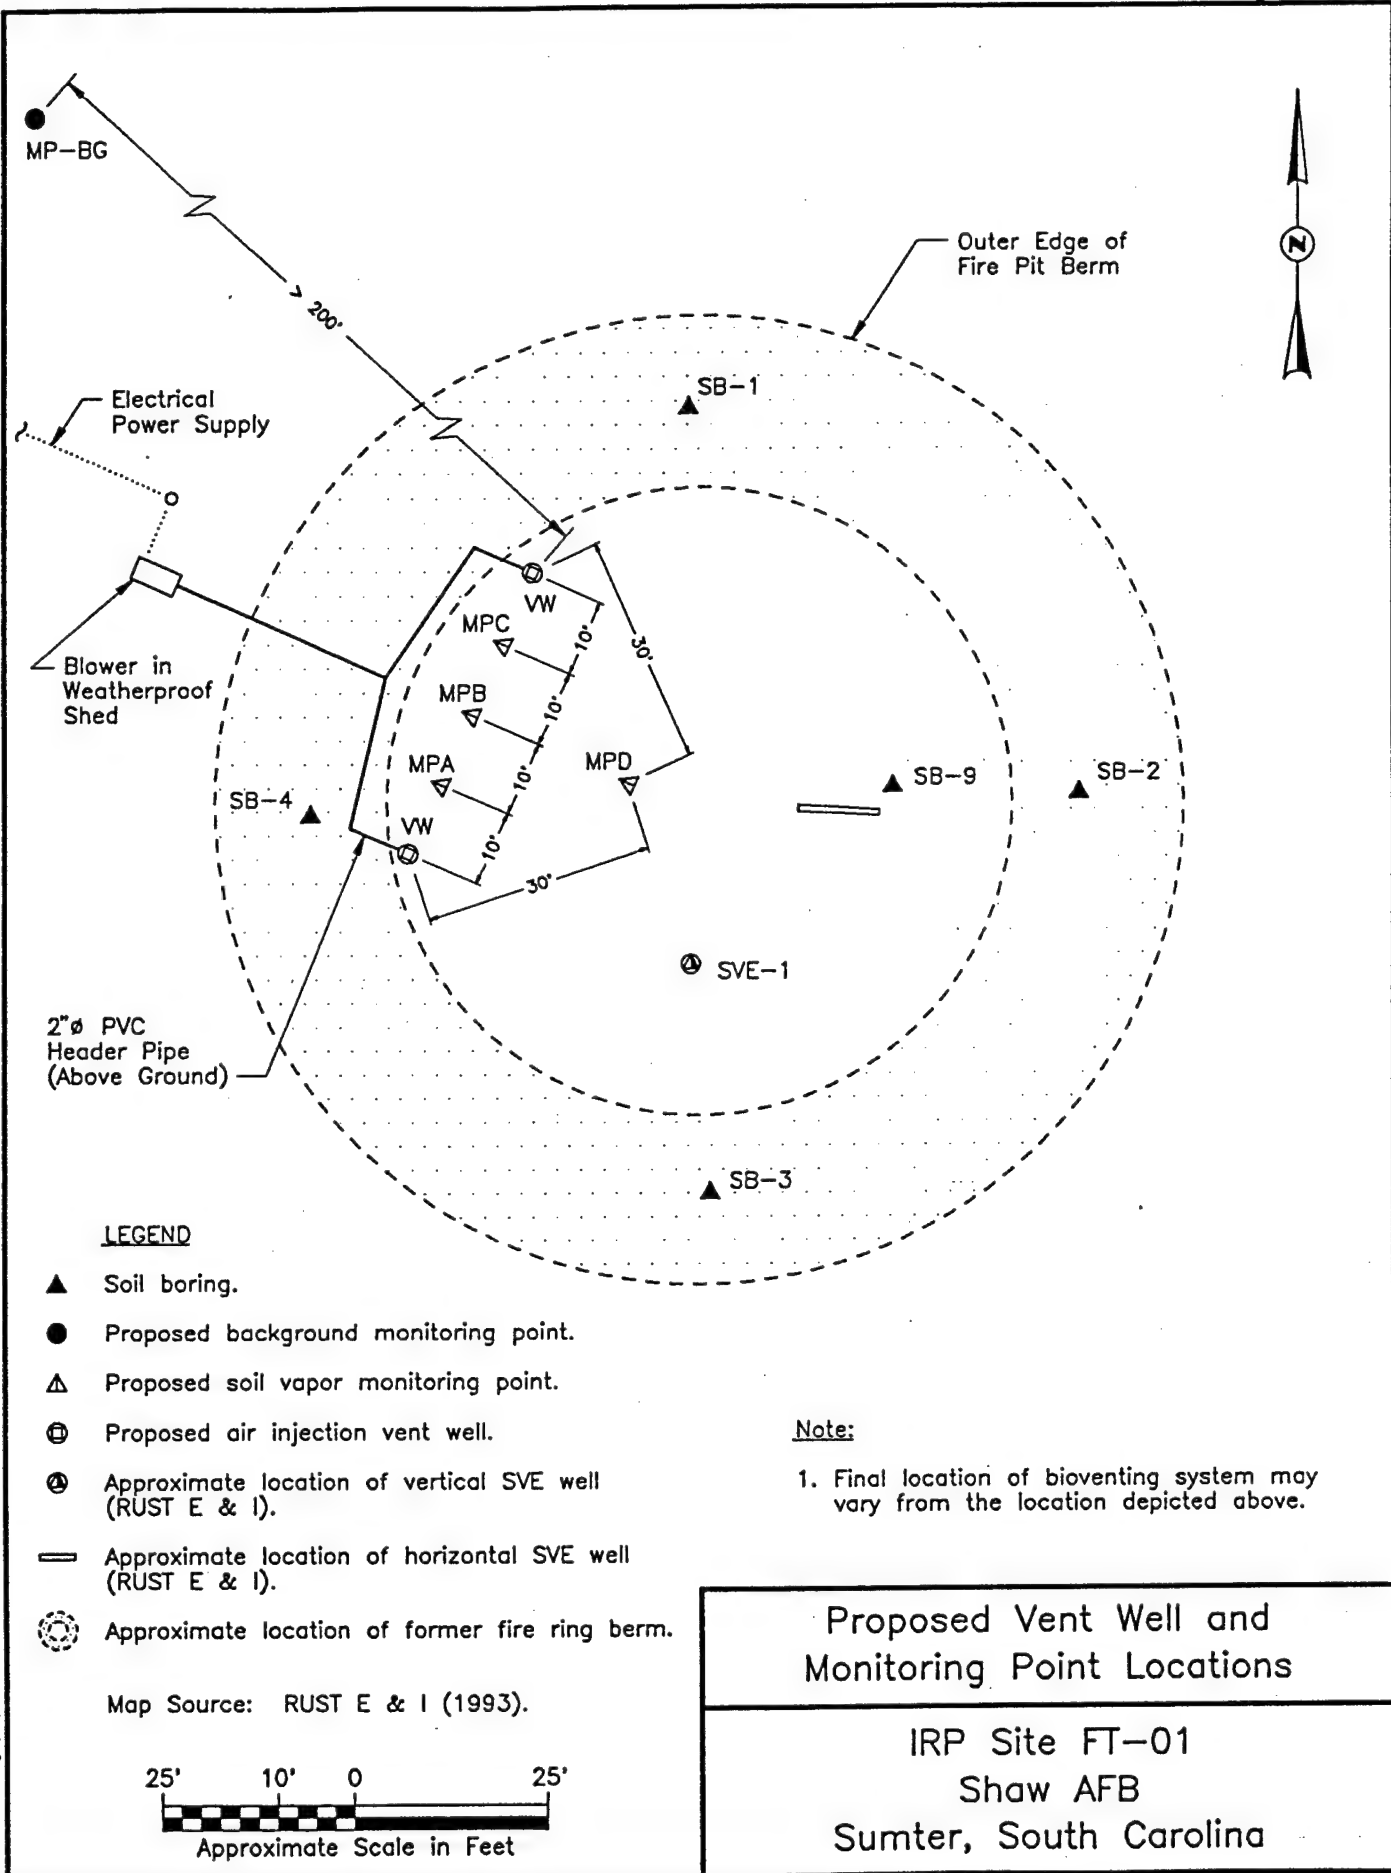 MP-BG
N
Outer Edge of
Fire Pit Berm
> 200'
SB-1
Electrical
Power Supply
VW
MPC
10'
30'
Blower in
Weatherproof
Shed
MPB
10'
MPA
10'
MPD
SB-9
SB-2
SB-4
VW
10'
30'
SVE-1
2"ø PVC
Header Pipe
(Above Ground)
SB-3
LEGEND
Soil boring.
Proposed background monitoring point.
Proposed soil vapor monitoring point.
Proposed air injection vent well.
Approximate location of vertical SVE well
(RUST E & I).
Approximate location of horizontal SVE well
(RUST E & I).
Approximate location of former fire ring berm.
Map Source: RUST E & I (1993).
25' 10' 0 25'
Approximate Scale in Feet
Note:
1. Final location of bioventing system may
vary from the location depicted above.
Proposed Vent Well and
Monitoring Point Locations
IRP Site FT-01
Shaw AFB
Sumter, South Carolina